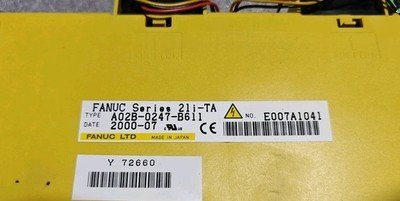 FANUC Series 21i-TA
TYPE A02B-0247-B611
DATE 2000-07
NO. E007A1041
FANUC LTD MADE IN JAPAN
Y 72660